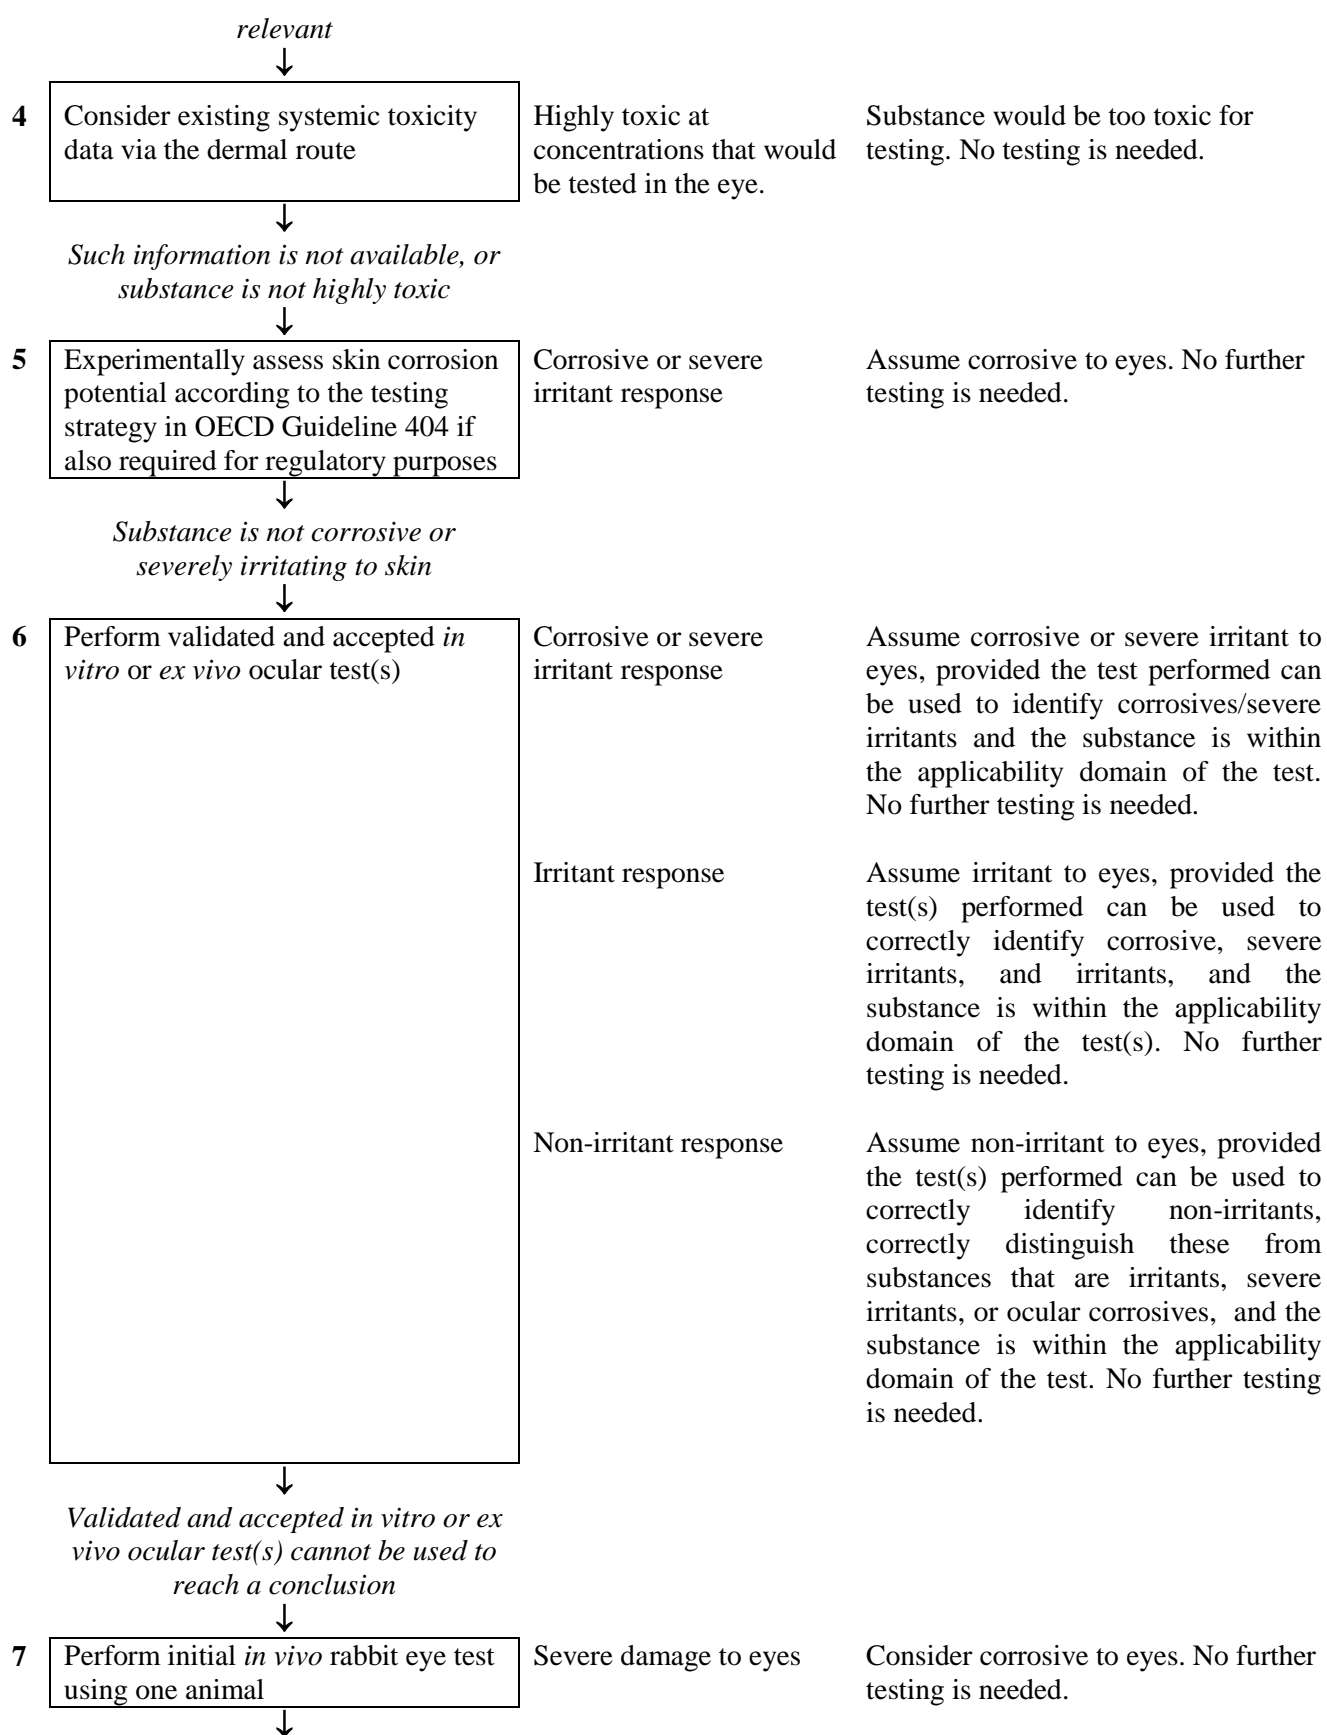 relevant
↓
4 Consider existing systemic toxicity
data via the dermal route
Highly toxic at
concentrations that would
be tested in the eye.
Substance would be too toxic for
testing. No testing is needed.
↓
Such information is not available, or
substance is not highly toxic
↓
5 Experimentally assess skin corrosion
potential according to the testing
strategy in OECD Guideline 404 if
also required for regulatory purposes
Corrosive or severe
irritant response
Assume corrosive to eyes. No further
testing is needed.
↓
Substance is not corrosive or
severely irritating to skin
↓
6 Perform validated and accepted in
vitro or ex vivo ocular test(s)
Corrosive or severe
irritant response
Assume corrosive or severe irritant to
eyes, provided the test performed can
be used to identify corrosives/severe
irritants and the substance is within
the applicability domain of the test.
No further testing is needed.
Irritant response
Assume irritant to eyes, provided the
test(s) performed can be used to
correctly identify corrosive, severe
irritants, and irritants, and the
substance is within the applicability
domain of the test(s). No further
testing is needed.
Non-irritant response
Assume non-irritant to eyes, provided
the test(s) performed can be used to
correctly identify non-irritants,
correctly distinguish these from
substances that are irritants, severe
irritants, or ocular corrosives, and the
substance is within the applicability
domain of the test. No further testing
is needed.
↓
Validated and accepted in vitro or ex
vivo ocular test(s) cannot be used to
reach a conclusion
↓
7 Perform initial in vivo rabbit eye test
using one animal
Severe damage to eyes
Consider corrosive to eyes. No further
testing is needed.
↓